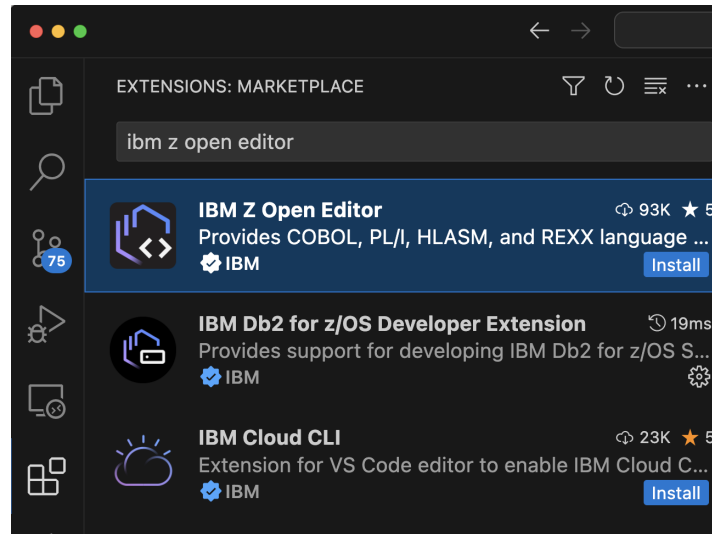 EXTENSIONS: MARKETPLACE
ibm z open editor
IBM Z Open Editor 93K ★ 5
Provides COBOL, PL/I, HLASM, and REXX language ...
IBM Install
75
IBM Db2 for z/OS Developer Extension 19ms
Provides support for developing IBM Db2 for z/OS S...
IBM
IBM Cloud CLI 23K ★ 5
Extension for VS Code editor to enable IBM Cloud C...
IBM Install